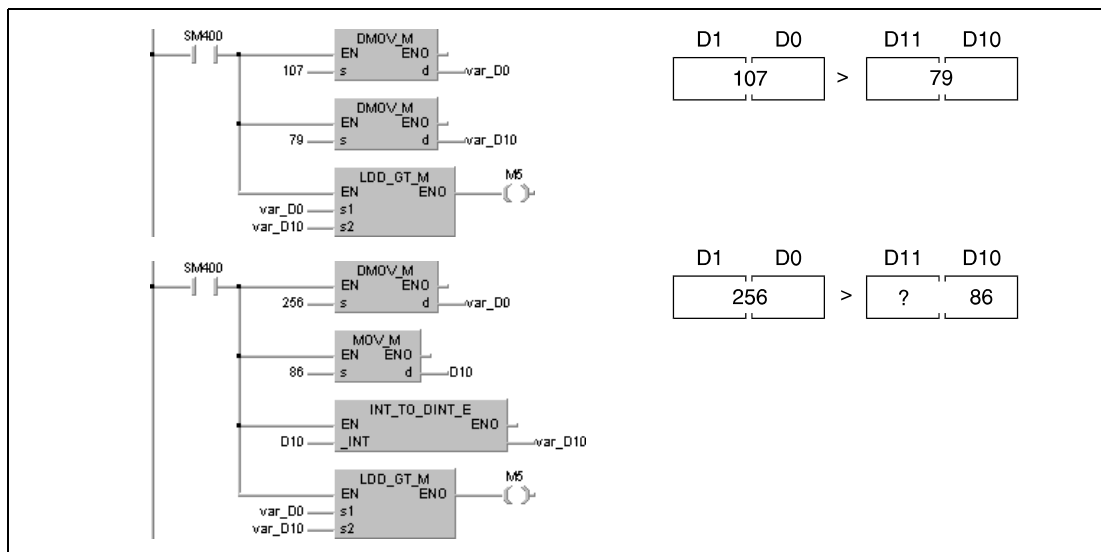 SM400
DMOV_M
EN ENO
107 s d var_D0
DMOV_M
EN ENO
79 s d var_D10
LDD_GT_M
EN ENO M5
var_D0 s1
var_D10 s2
D1 D0 D11 D10
107 > 79
SM400
DMOV_M
EN ENO
256 s d var_D0
MOV_M
EN ENO
86 s d D10
INT_TO_DINT_E
EN ENO
D10 _INT var_D10
LDD_GT_M
EN ENO M5
var_D0 s1
var_D10 s2
D1 D0 D11 D10
256 > ? 86